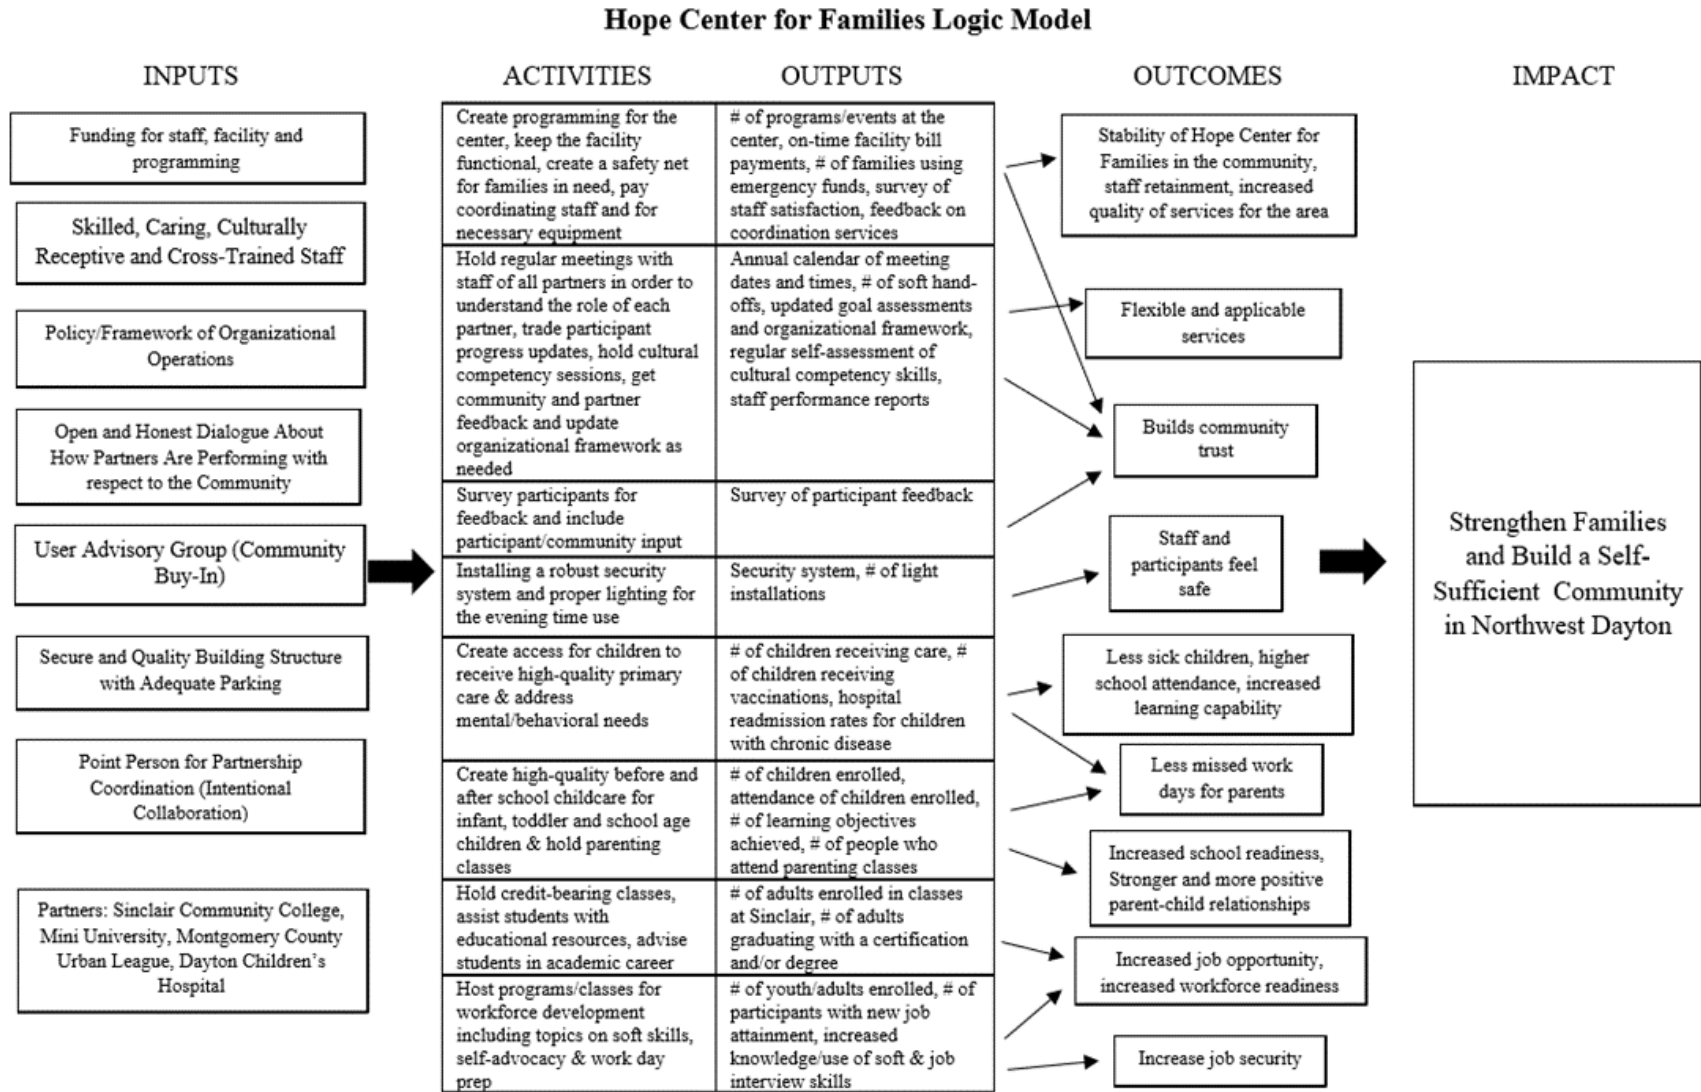 Hope Center for Families Logic Model
INPUTS
ACTIVITIES
OUTPUTS
OUTCOMES
IMPACT
Funding for staff, facility and
programming
Skilled, Caring, Culturally
Receptive and Cross-Trained Staff
Policy/Framework of Organizational
Operations
Open and Honest Dialogue About
How Partners Are Performing with
respect to the Community
User Advisory Group (Community
Buy-In)
Secure and Quality Building Structure
with Adequate Parking
Point Person for Partnership
Coordination (Intentional
Collaboration)
Partners: Sinclair Community College,
Mini University, Montgomery County
Urban League, Dayton Children's
Hospital
Create programming for the
center, keep the facility
functional, create a safety net
for families in need, pay
coordinating staff and for
necessary equipment
# of programs/events at the
center, on-time facility bill
payments, # of families using
emergency funds, survey of
staff satisfaction, feedback on
coordination services
Hold regular meetings with
staff of all partners in order to
understand the role of each
partner, trade participant
progress updates, hold cultural
competency sessions, get
community and partner
feedback and update
organizational framework as
needed
Annual calendar of meeting
dates and times, # of soft hand-
offs, updated goal assessments
and organizational framework,
regular self-assessment of
cultural competency skills,
staff performance reports
Survey participants for
feedback and include
participant/community input
Survey of participant feedback
Installing a robust security
system and proper lighting for
the evening time use
Security system, # of light
installations
Create access for children to
receive high-quality primary
care & address
mental/behavioral needs
# of children receiving care, #
of children receiving
vaccinations, hospital
readmission rates for children
with chronic disease
Create high-quality before and
after school childcare for
infant, toddler and school age
children & hold parenting
classes
# of children enrolled,
attendance of children enrolled,
# of learning objectives
achieved, # of people who
attend parenting classes
Hold credit-bearing classes,
assist students with
educational resources, advise
students in academic career
# of adults enrolled in classes
at Sinclair, # of adults
graduating with a certification
and/or degree
Host programs/classes for
workforce development
including topics on soft skills,
self-advocacy & work day
prep
# of youth/adults enrolled, # of
participants with new job
attainment, increased
knowledge/use of soft & job
interview skills
Stability of Hope Center for
Families in the community,
staff retainment, increased
quality of services for the area
Flexible and applicable
services
Builds community
trust
Staff and
participants feel
safe
Less sick children, higher
school attendance, increased
learning capability
Less missed work
days for parents
Increased school readiness,
Stronger and more positive
parent-child relationships
Increased job opportunity,
increased workforce readiness
Increase job security
Strengthen Families
and Build a Self-
Sufficient Community
in Northwest Dayton